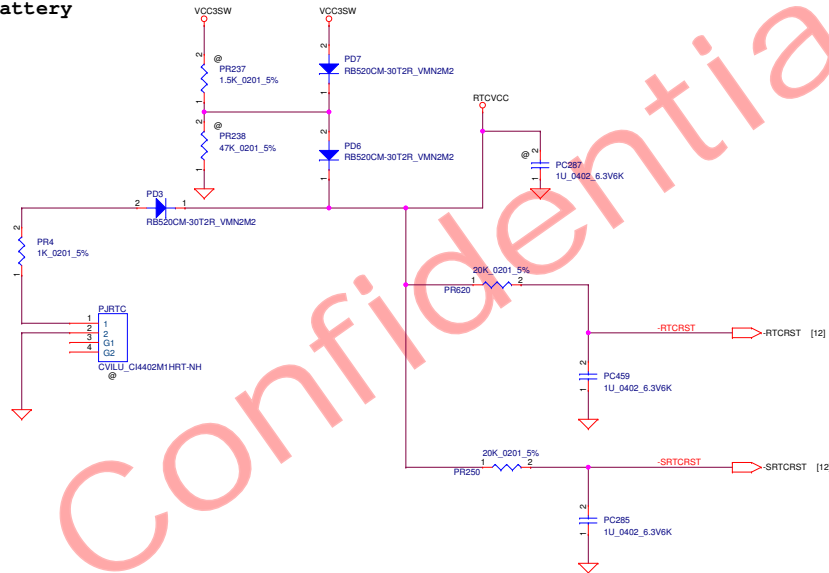 attery
VCC3SW
VCC3SW
2
@
PR237
1.5K_0201_5%
1
2
PD7
RB520CM-30T2R_VMN2M2
1
2
@
PR238
47K_0201_5%
1
2
PD6
RB520CM-30T2R_VMN2M2
1
RTCVCC
@
2
PC287
1U_0402_6.3V6K
1
PD3
2
1
RB520CM-30T2R_VMN2M2
2
PR4
1K_0201_5%
1
PJRTC
1 1
2 2
3 G1
4 G2
CVILU_CI4402M1HRT-NH
@
20K_0201_5%
1 2
PR620
-RTCRST
-RTCRST [12]
2
PC459
1U_0402_6.3V6K
1
20K_0201_5%
1 2
PR250
-SRTCRST
-SRTCRST [12
2
PC285
1U_0402_6.3V6K
1
Confidentia